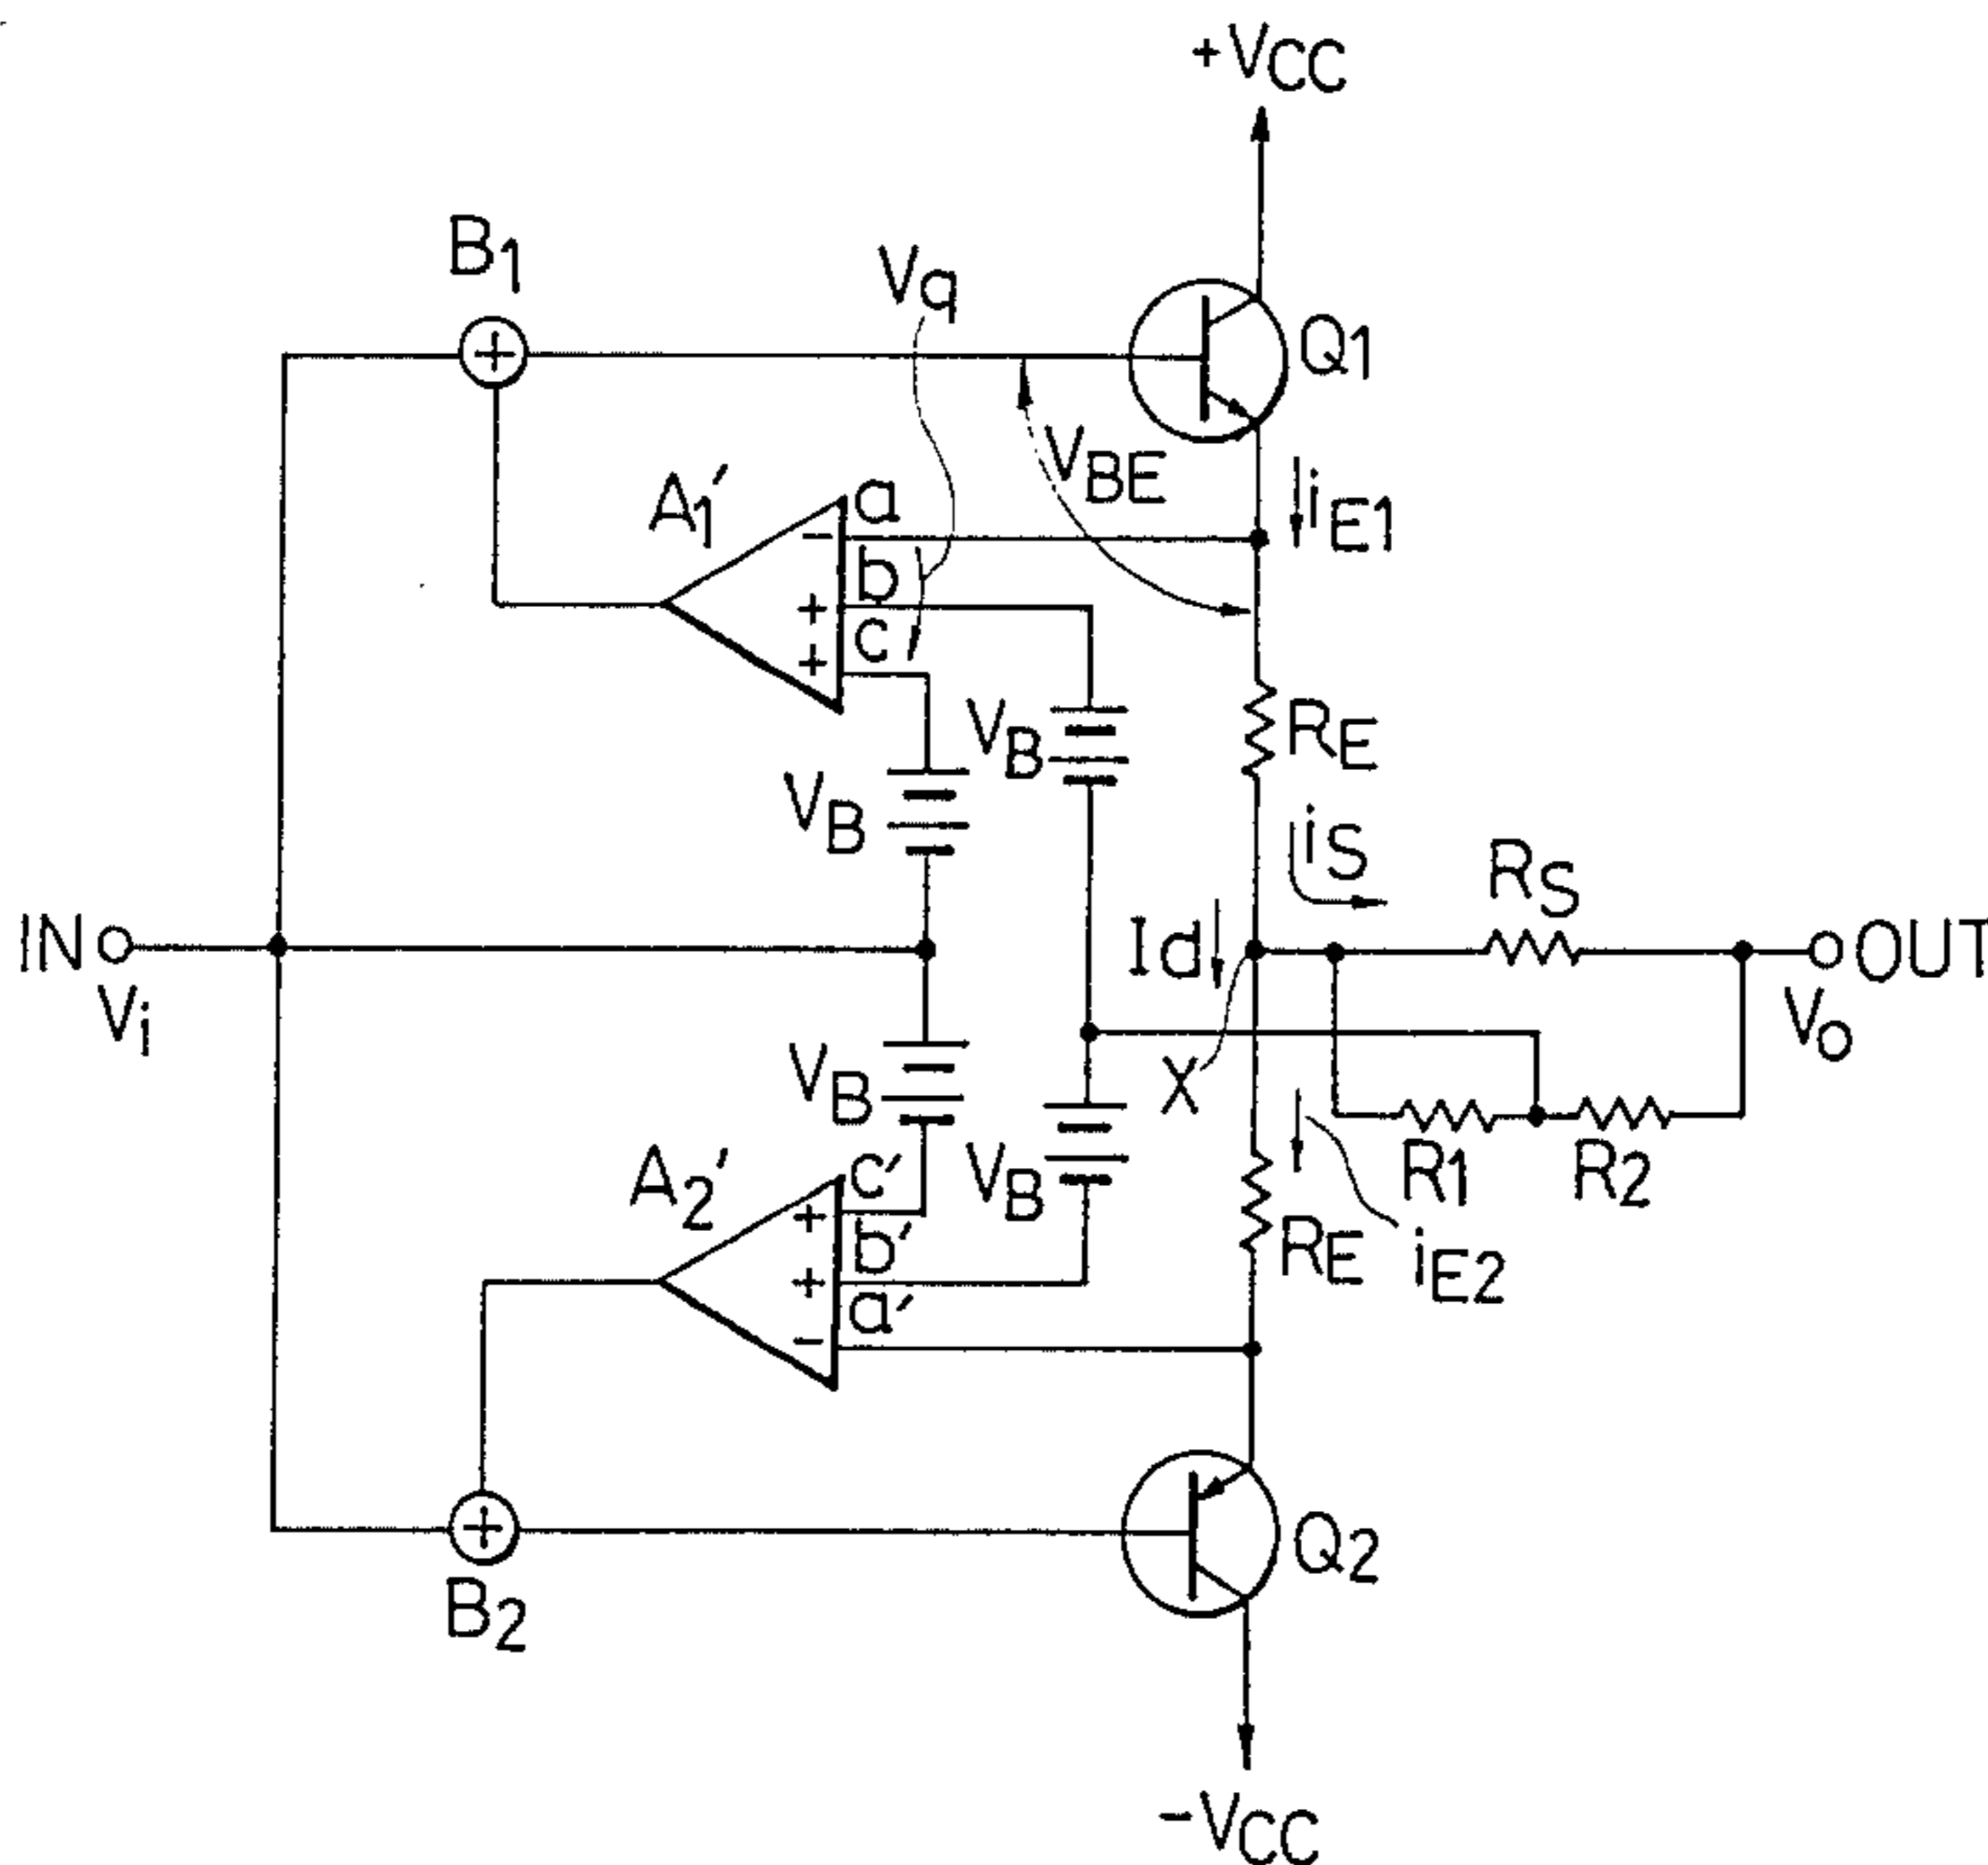 +VCC
B1
Vq
Q1
VBE
A1′
a
iE1
−
b
+
c
+
VB
RE
VB
iS
RS
IN
Id
OUT
Vi
X
Vo
VB
R1
R2
A2′
c′
VB
+
b′
RE
iE2
+
a′
−
Q2
B2
−VCC